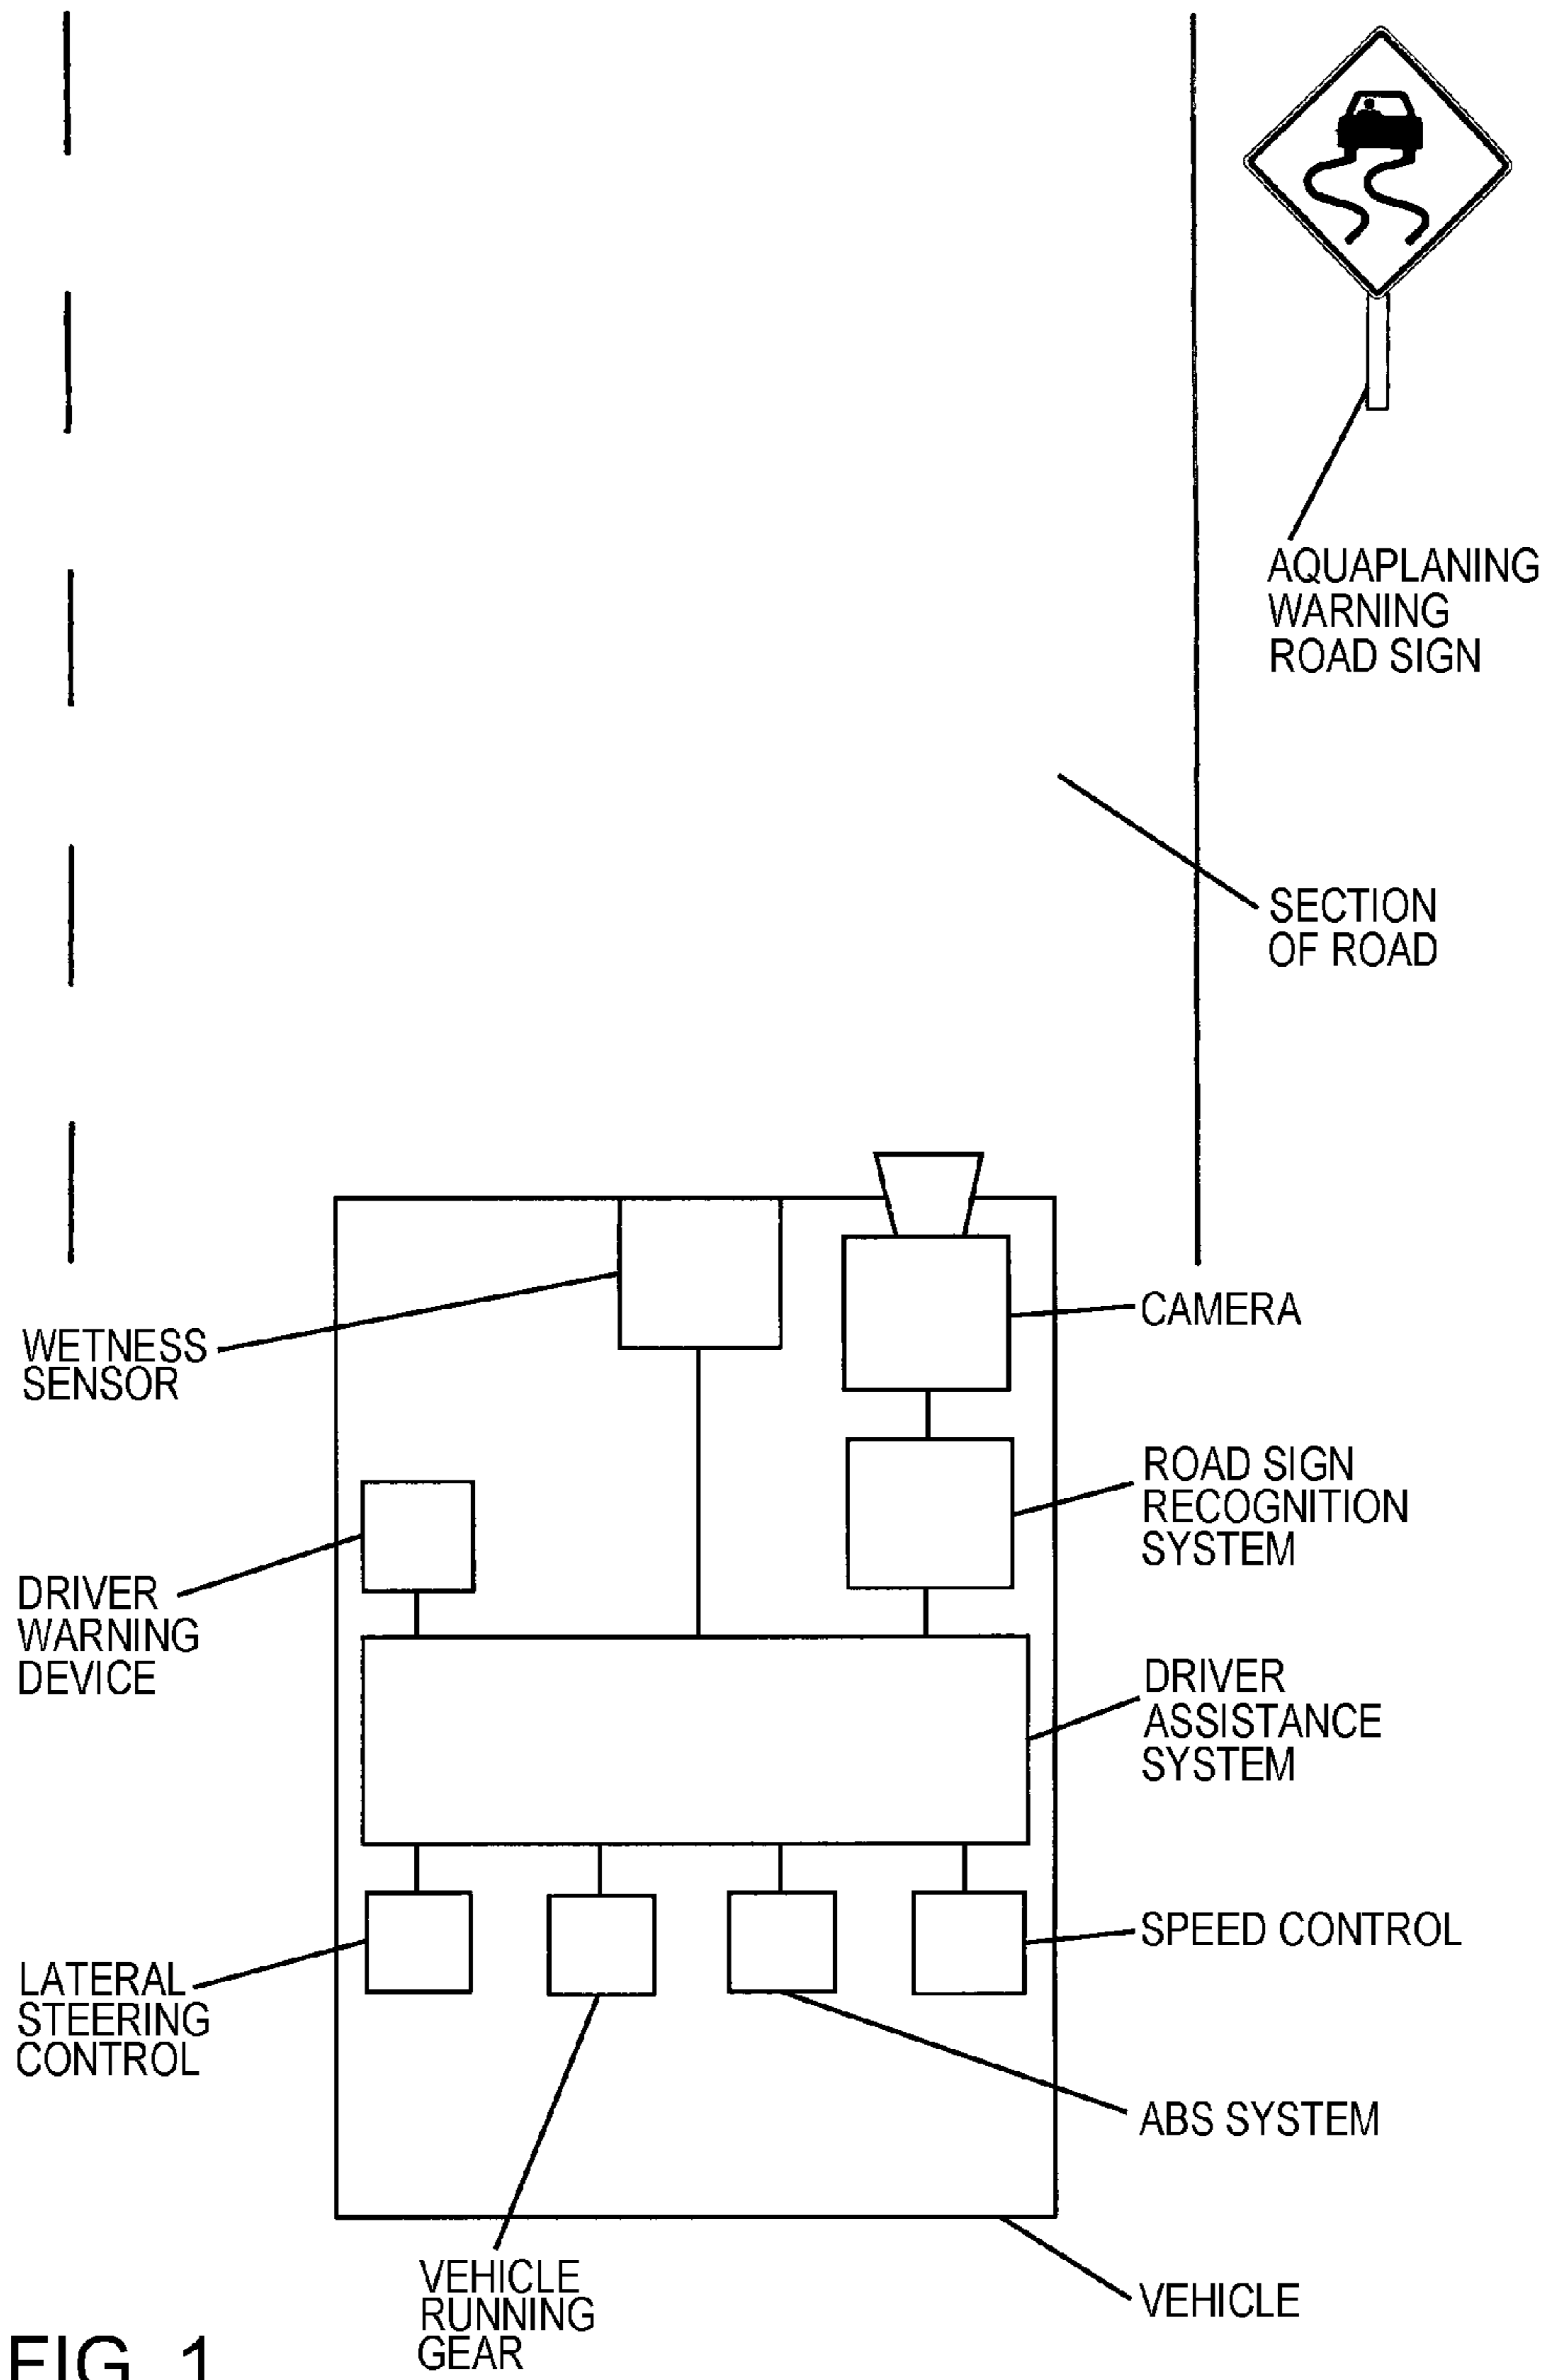 AQUAPLANING
WARNING
ROAD SIGN
SECTION
OF ROAD
CAMERA
WETNESS
SENSOR
ROAD SIGN
RECOGNITION
SYSTEM
DRIVER
WARNING
DEVICE
DRIVER
ASSISTANCE
SYSTEM
SPEED CONTROL
LATERAL
STEERING
CONTROL
ABS SYSTEM
VEHICLE
RUNNING
GEAR
VEHICLE
FIG. 1